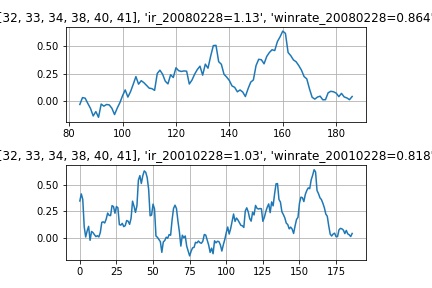 [32, 33, 34, 38, 40, 41], 'ir_20080228=1.13', 'winrate_20080228=0.864'
0.50
0.25
0.00
80 100 120 140 160 180
[32, 33, 34, 38, 40, 41], 'ir_20010228=1.03', 'winrate_20010228=0.818'
0.50
0.25
0.00
0 25 50 75 100 125 150 175